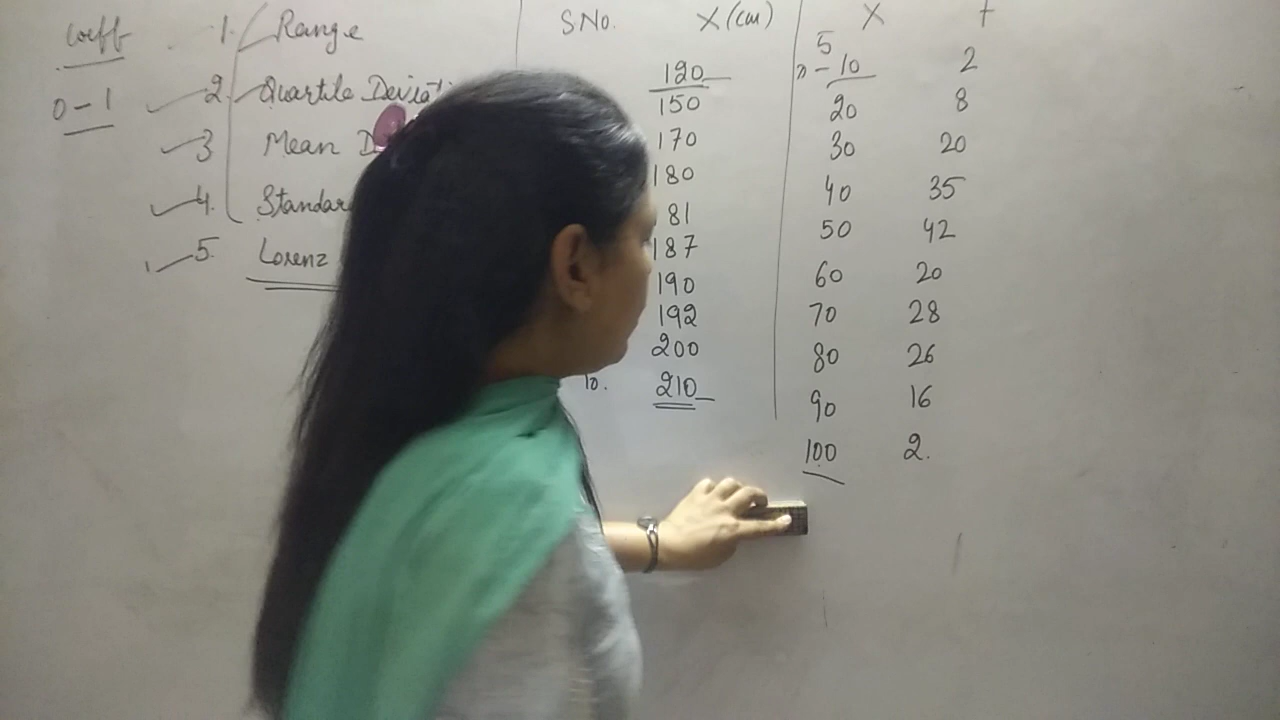 coeff
0 - 1
1. Range
2. Quartile Deviati
3 Mean D
4. Standard
5. Lorenz
S No. X (cm)
120
150
170
180
81
187
190
192
200
10. 210
X f
5
- 10 2
20 8
30 20
40 35
50 42
60 20
70 28
80 26
90 16
100 2.